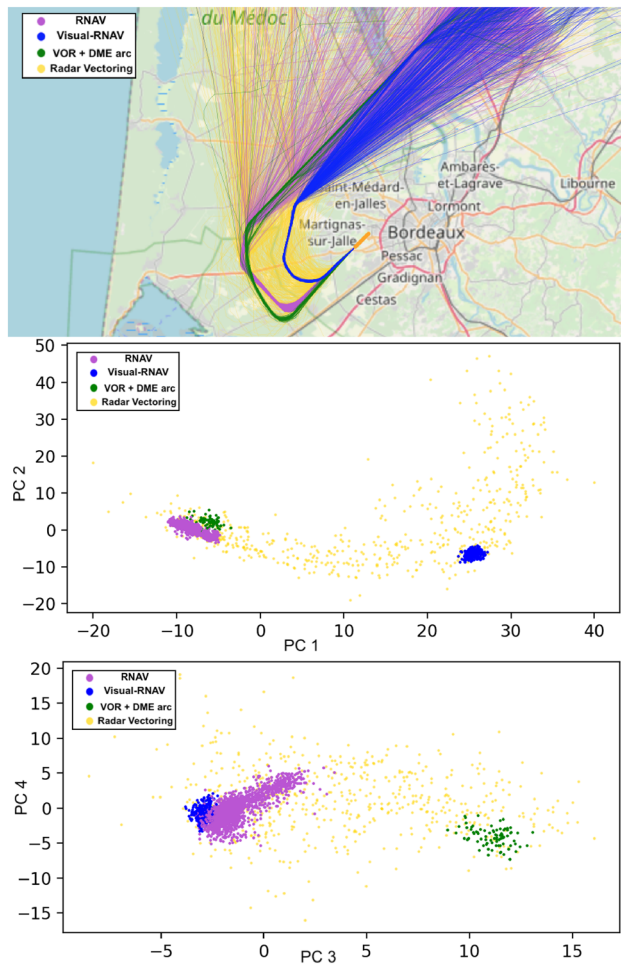 du Médoc
RNAV
Visual-RNAV
VOR + DME arc
Radar Vectoring
Ambarès-
et-Lagrave
Libourne
aint-Médard-
en-Jalles
Lormont
Martignas-
sur-Jalle
Bordeaux
Pessac
Gradignan
Cestas
50
40
30
20
10
0
−10
−20
PC 2
RNAV
Visual-RNAV
VOR + DME arc
Radar Vectoring
−20
−10
0
10
20
30
40
PC 1
20
15
10
5
0
−5
−10
−15
PC 4
RNAV
Visual-RNAV
VOR + DME arc
Radar Vectoring
−5
0
5
10
15
PC 3